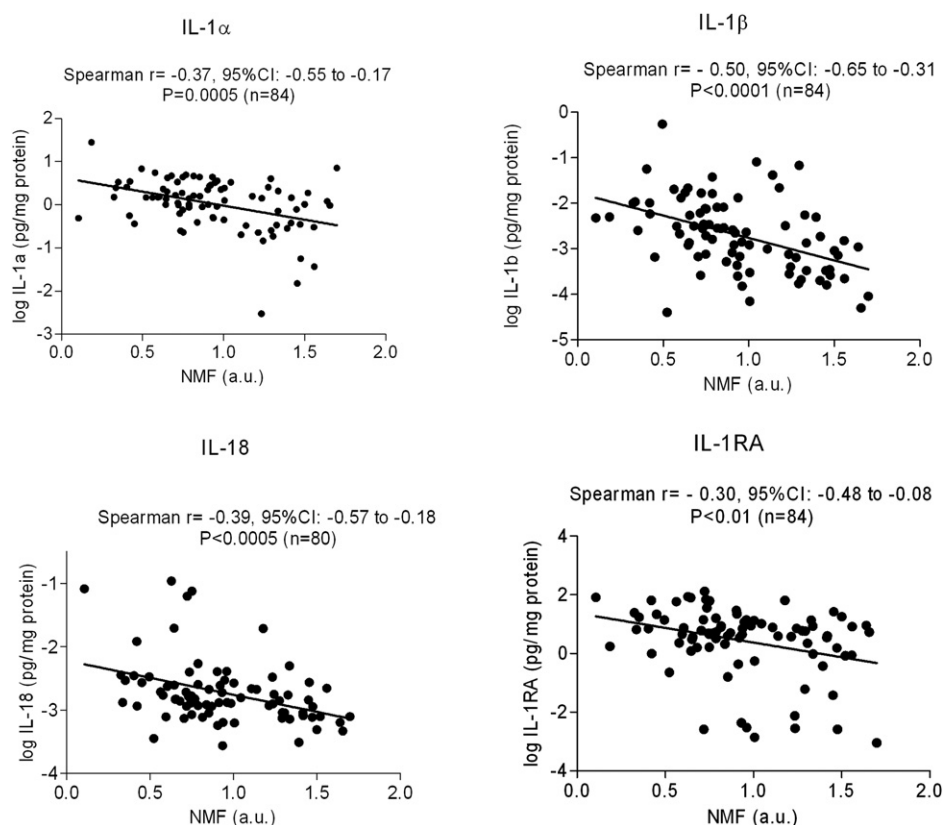 IL-1α
Spearman r= -0.37, 95%CI: -0.55 to -0.17
P=0.0005 (n=84)
log IL-1a (pg/mg protein)
2
1
0
-1
-2
-3
0.0 0.5 1.0 1.5 2.0
NMF (a.u.)
IL-1β
Spearman r= - 0.50, 95%CI: -0.65 to -0.31
P<0.0001 (n=84)
log IL-1b (pg/mg protein)
0
-1
-2
-3
-4
-5
0.0 0.5 1.0 1.5 2.0
NMF (a.u.)
IL-18
Spearman r= -0.39, 95%CI: -0.57 to -0.18
P<0.0005 (n=80)
log IL-18 (pg/mg protein)
-1
-2
-3
-4
0.0 0.5 1.0 1.5 2.0
NMF (a.u.)
IL-1RA
Spearman r= - 0.30, 95%CI: -0.48 to -0.08
P<0.01 (n=84)
log IL-1RA (pg/mg protein)
4
2
0
-2
-4
0.0 0.5 1.0 1.5 2.0
NMF (a.u.)